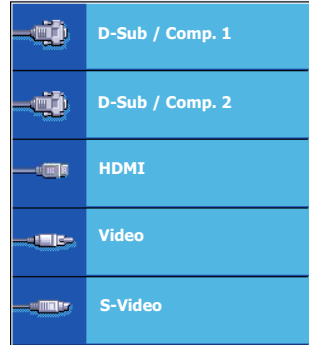 D-Sub / Comp. 1
D-Sub / Comp. 2
HDMI
Video
S-Video